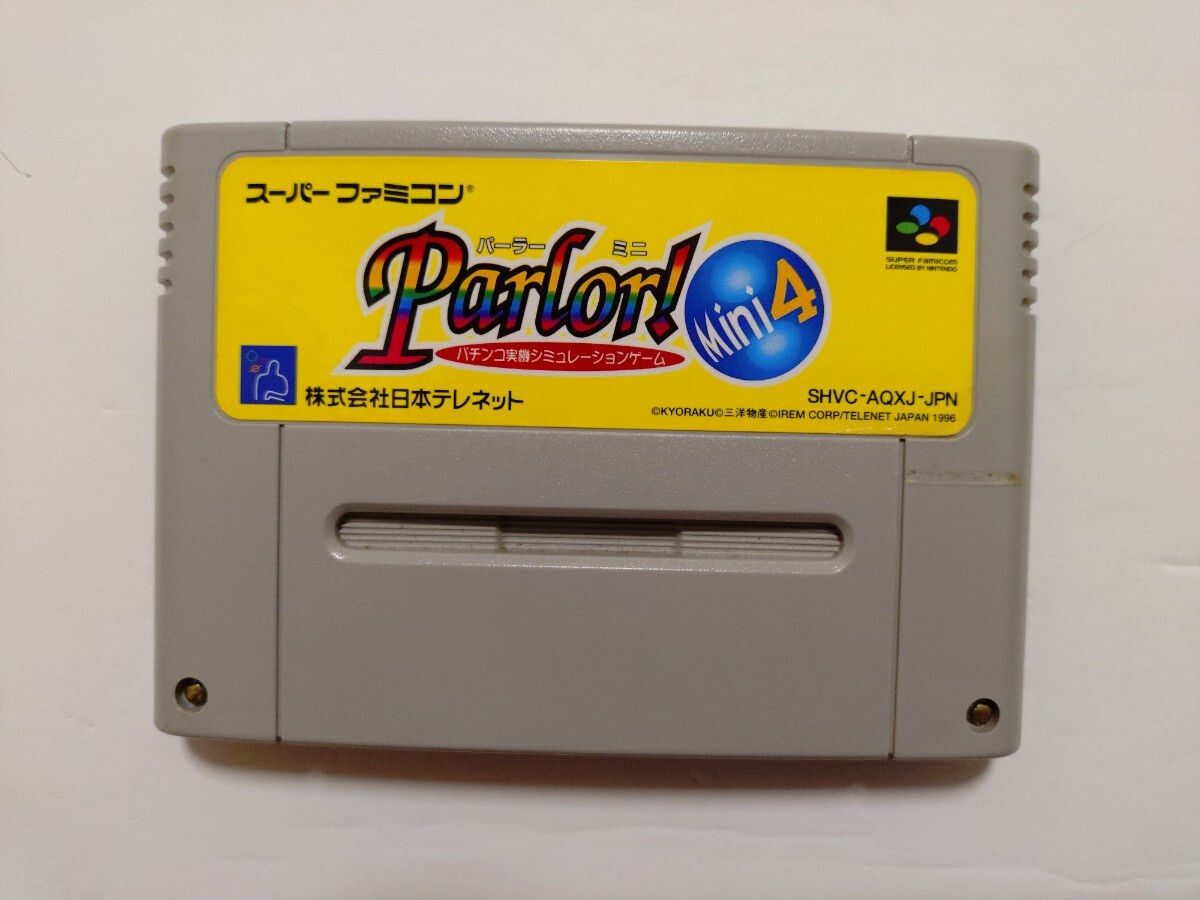 スーパーファミコン®
パーラー ミニ
Parlor!
Mini 4
パチンコ実機シミュレーションゲーム
SUPER FAMICOM
LICENSED BY NINTENDO
株式会社日本テレネット
SHVC-AQXJ-JPN
©KYORAKU©三洋物産©IREM CORP/TELENET JAPAN 1996